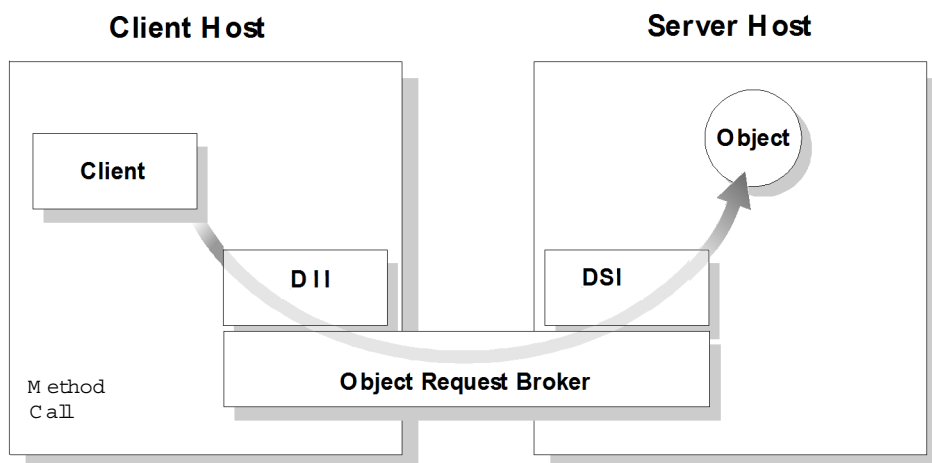 Client Host
Server Host
Client
Object
DII
DSI
Object Request Broker
Method
Call